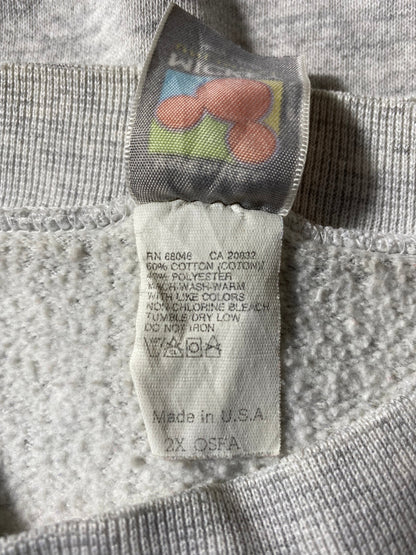 RN 68046 CA 20832
60% COTTON (COTON)/
40% POLYESTER
MACH-WASH-WARM
WITH LIKE COLORS
NON-CHLORINE BLEACH
TUMBLE DRY LOW
DO NOT IRON
Made in U.S.A.
2X OSFA